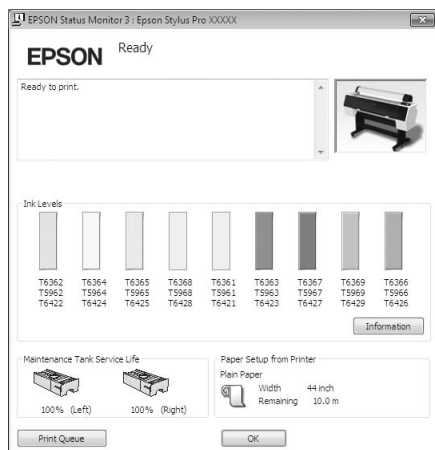 EPSON Status Monitor 3 : Epson Stylus Pro XXXXX
EPSON
Ready
Ready to print.
Ink Levels
T6362 T6364 T6365 T6368 T6361 T6363 T6367 T6369 T6366
T5962 T5964 T5965 T5968 T5961 T5963 T5967 T5969 T5966
T6422 T6424 T6425 T6428 T6421 T6423 T6427 T6429 T6426
Information
Maintenance Tank Service Life
100% (Left) 100% (Right)
Paper Setup from Printer
Plain Paper
Width 44 inch
Remaining 10.0 m
Print Queue
OK